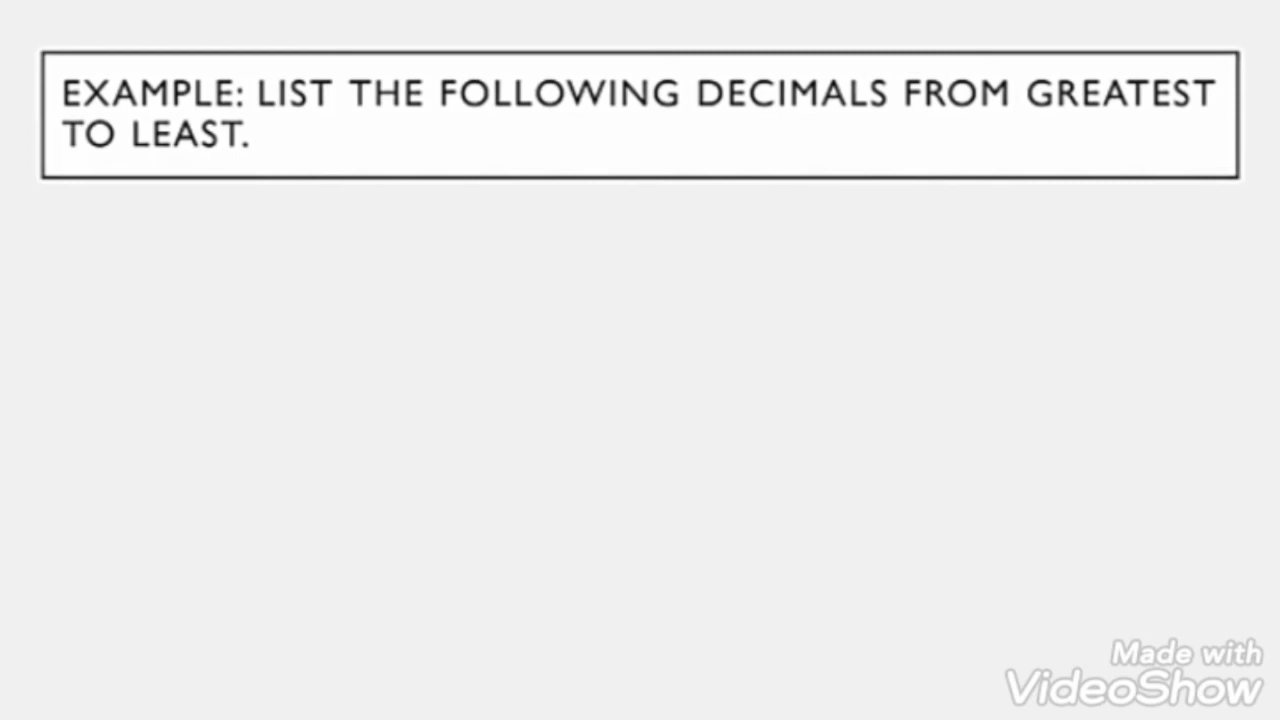 EXAMPLE: LIST THE FOLLOWING DECIMALS FROM GREATEST
TO LEAST.
Made with
VideoShow